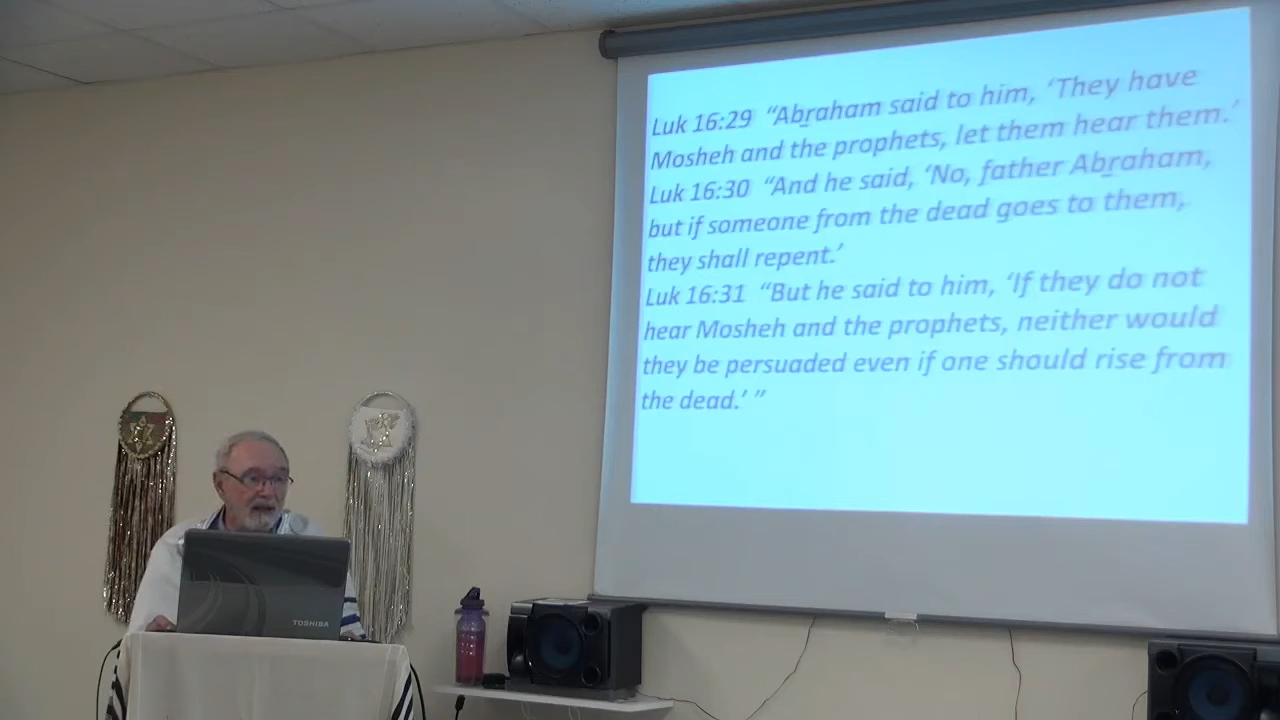 Luk 16:29 “Aḇraham said to him, ‘They have
Mosheh and the prophets, let them hear them.’
Luk 16:30 “And he said, ‘No, father Aḇraham,
but if someone from the dead goes to them,
they shall repent.’
Luk 16:31 “But he said to him, ‘If they do not
hear Mosheh and the prophets, neither would
they be persuaded even if one should rise from
the dead.’ ”
TOSHIBA